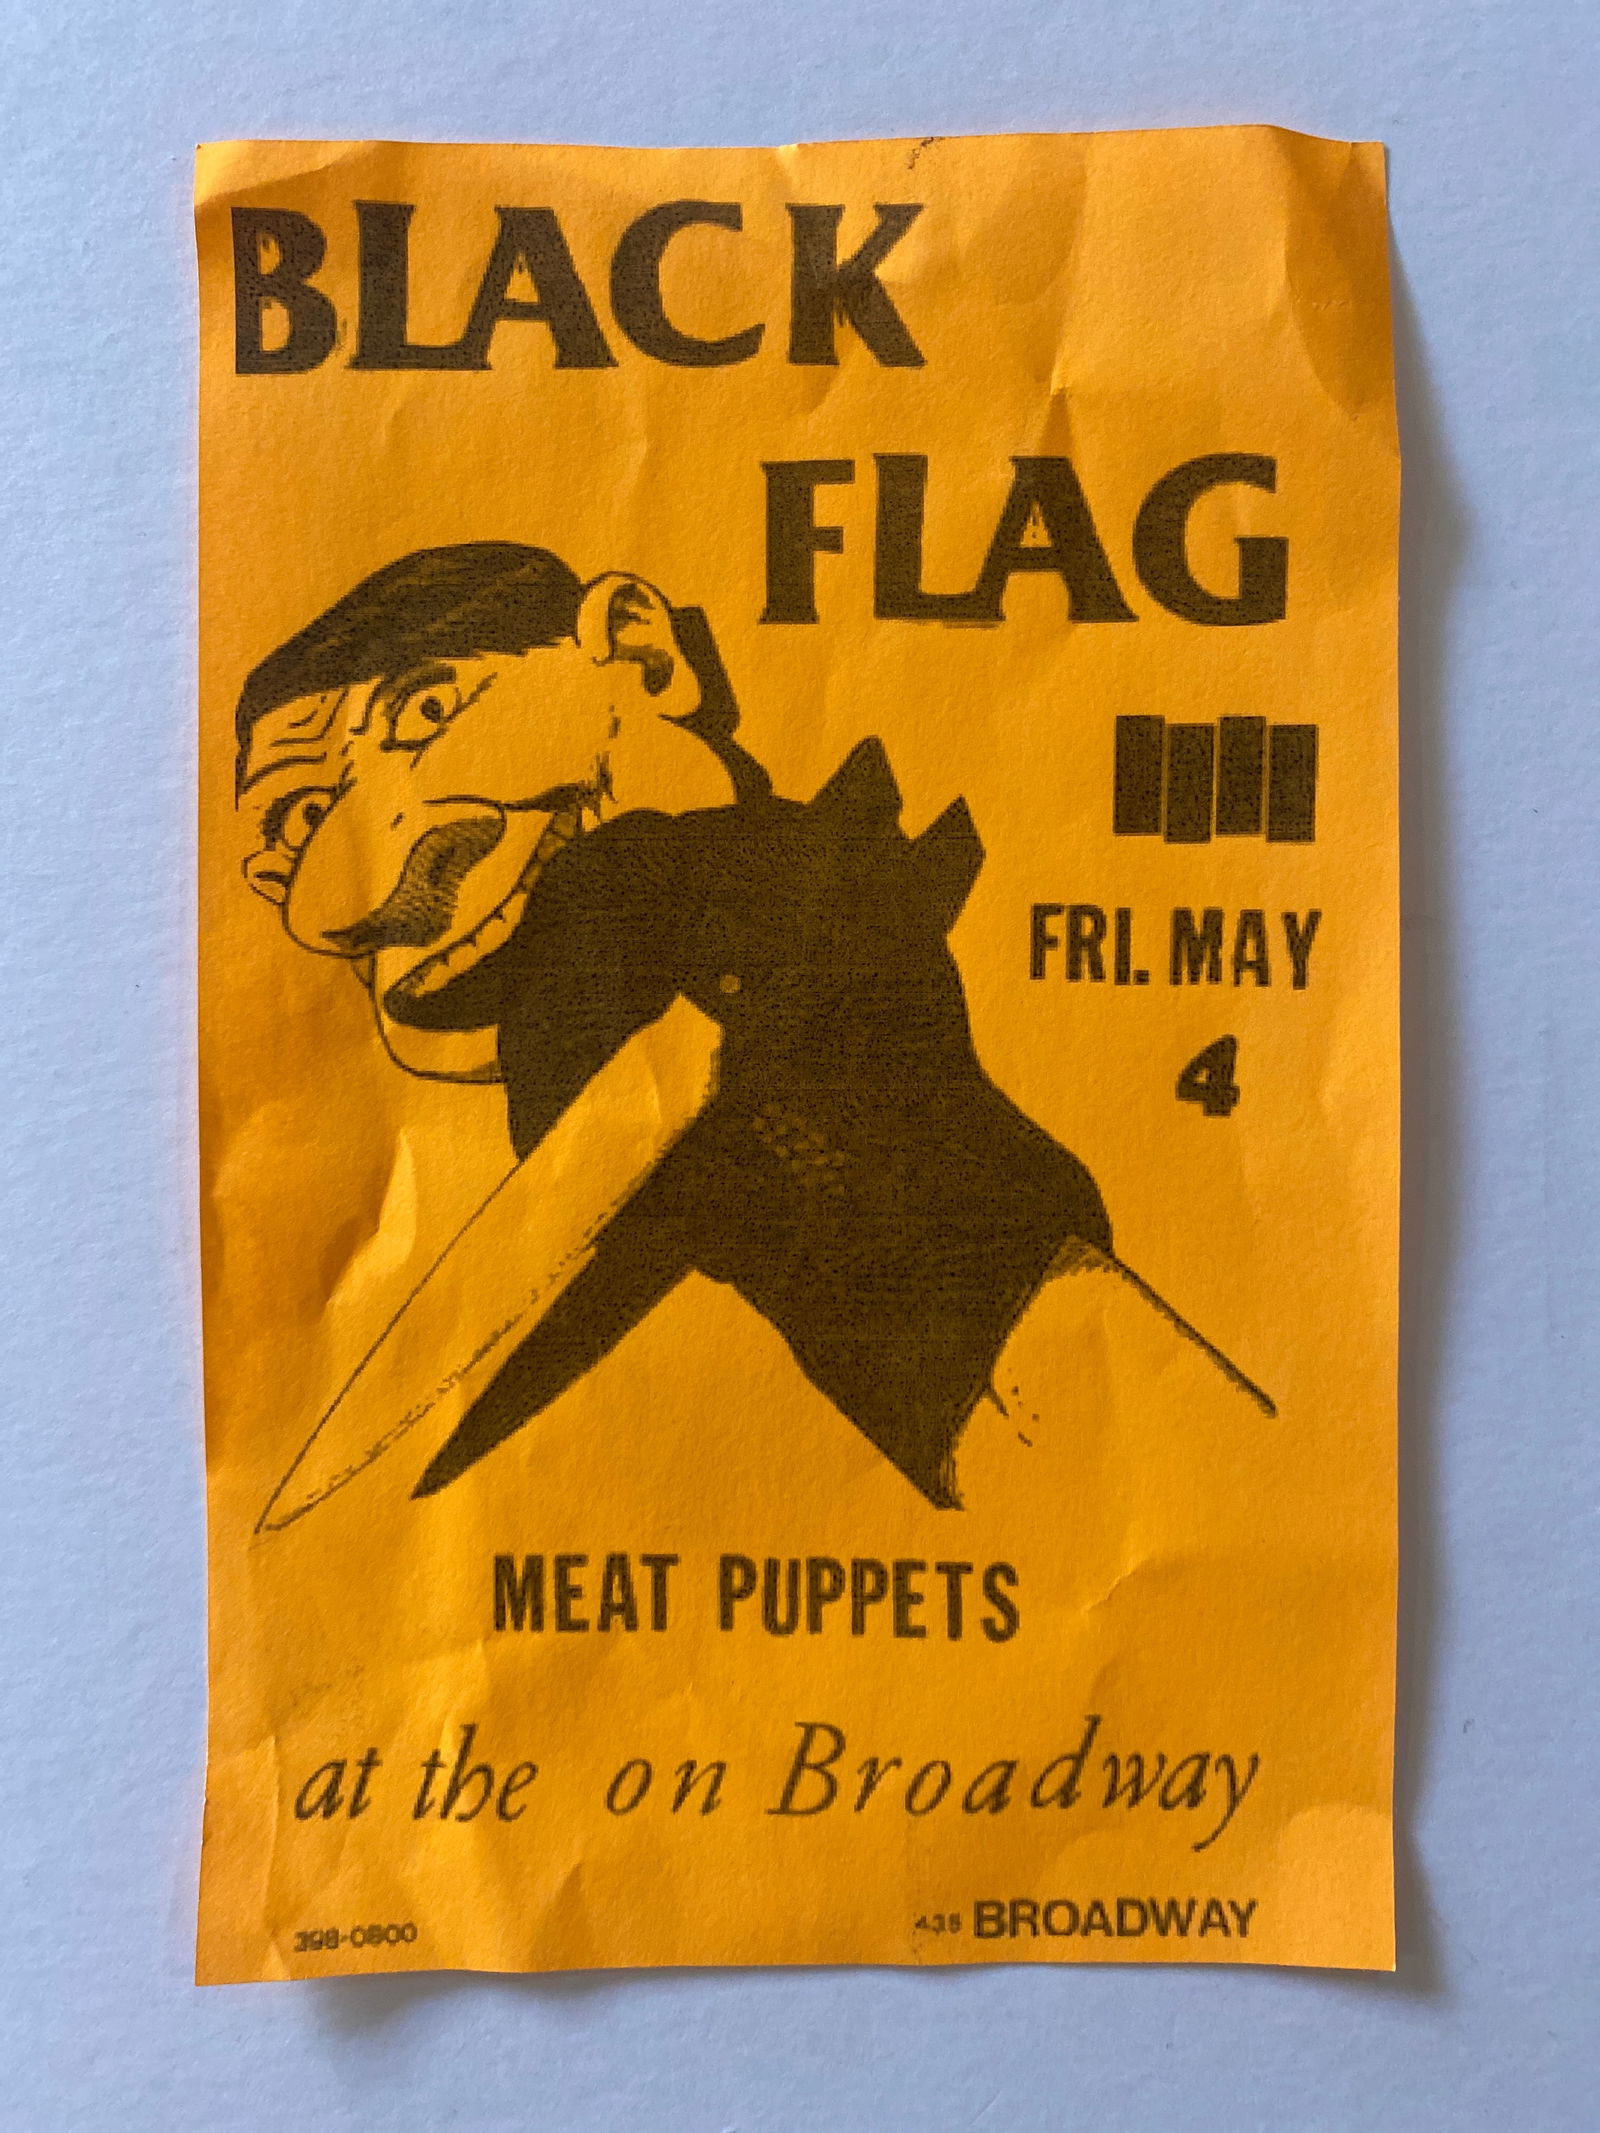 BLACK
FLAG
FRI. MAY
4
MEAT PUPPETS
at the on Broadway
398-0800
435 BROADWAY